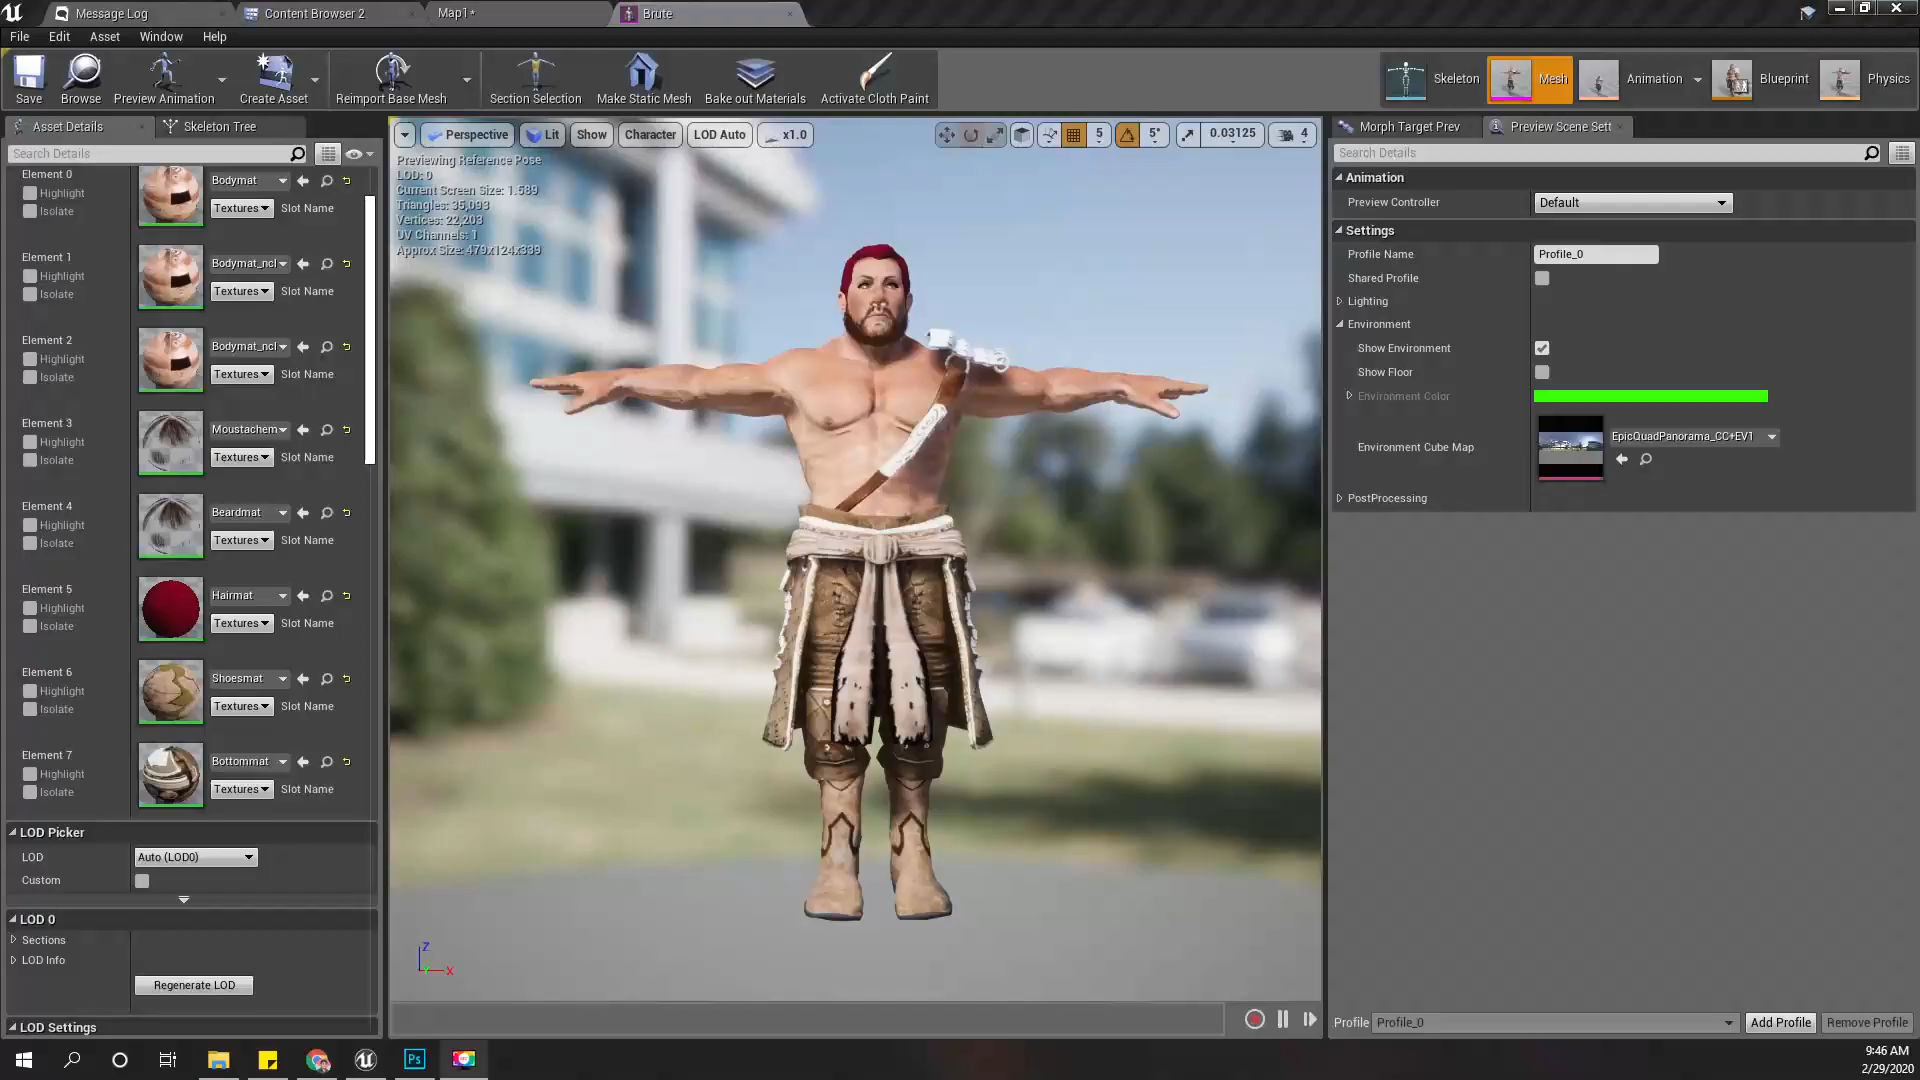 Message Log
Content Browser 2
Map1*
Brute
File
Edit
Asset
Window
Help
Save
Browse
Preview Animation
Create Asset
Reimport Base Mesh
Section Selection
Make Static Mesh
Bake out Materials
Activate Cloth Paint
Skeleton
Mesh
Animation
Blueprint
Physics
Asset Details
Skeleton Tree
Search Details
Element 0
Highlight
Isolate
Bodymat
Textures
Slot Name
Element 1
Highlight
Isolate
Bodymat_ncl
Textures
Slot Name
Element 2
Highlight
Isolate
Bodymat_ncl
Textures
Slot Name
Element 3
Highlight
Isolate
Moustachem
Textures
Slot Name
Element 4
Highlight
Isolate
Beardmat
Textures
Slot Name
Element 5
Highlight
Isolate
Hairmat
Textures
Slot Name
Element 6
Highlight
Isolate
Shoesmat
Textures
Slot Name
Element 7
Highlight
Isolate
Bottommat
Textures
Slot Name
LOD Picker
LOD
Auto (LOD0)
Custom
LOD 0
Sections
LOD Info
Regenerate LOD
LOD Settings
Perspective
Lit
Show
Character
LOD Auto
x1.0
5
5°
0.03125
4
Previewing Reference Pose
LOD: 0
Current Screen Size: 1.589
Triangles: 35,093
Vertices: 22,203
UV Channels: 1
Approx Size: 479x124x339
Z
X
Morph Target Prev
Preview Scene Sett
Search Details
Animation
Preview Controller
Default
Settings
Profile Name
Profile_0
Shared Profile
Lighting
Environment
Show Environment
Show Floor
Environment Color
Environment Cube Map
EpicQuadPanorama_CC+EV1
PostProcessing
Profile
Profile_0
Add Profile
Remove Profile
Ps
9:46 AM
2/29/2020